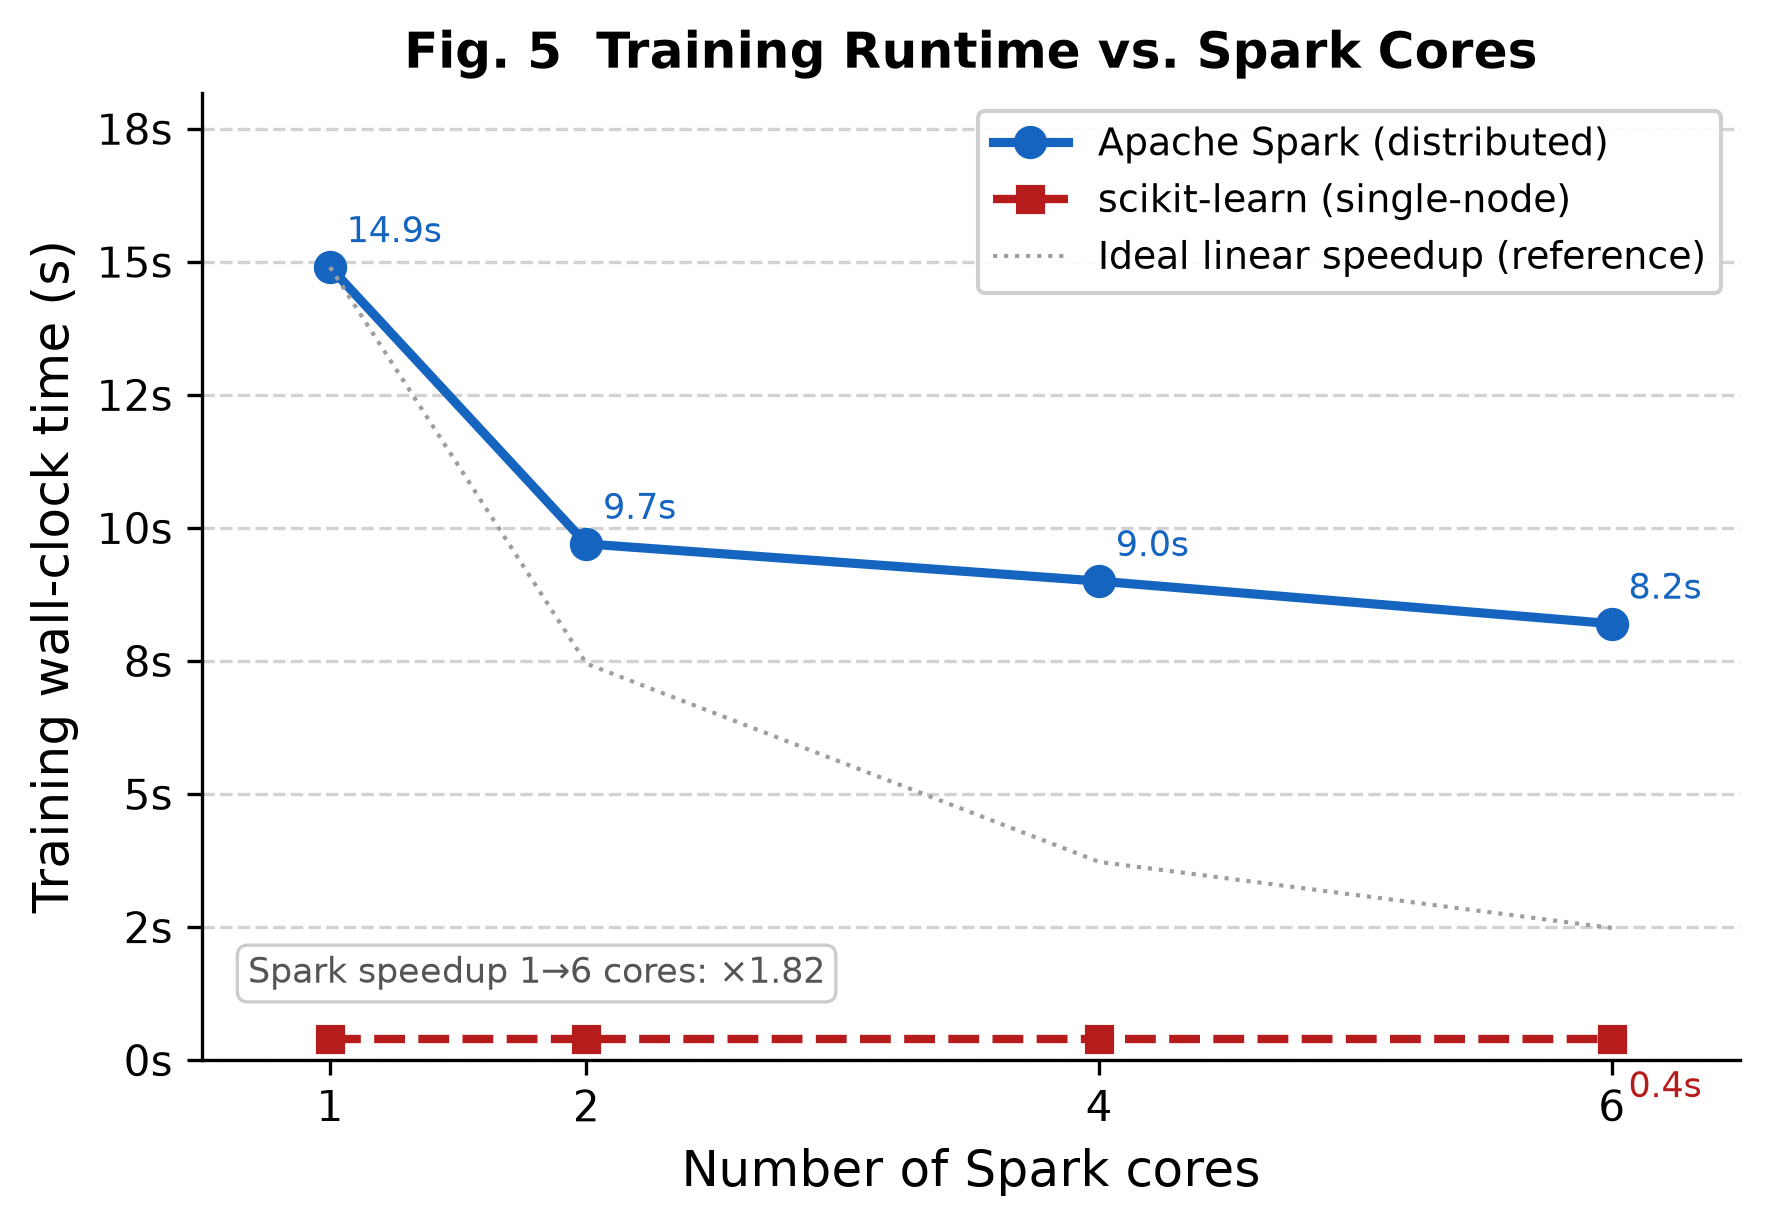 Fig. 5  Training Runtime vs. Spark Cores
Apache Spark (distributed)
scikit-learn (single-node)
Ideal linear speedup (reference)
Training wall-clock time (s)
18s
15s
12s
10s
8s
5s
2s
0s
14.9s
9.7s
9.0s
8.2s
Spark speedup 1→6 cores: ×1.82
0.4s
1 2 4 6
Number of Spark cores